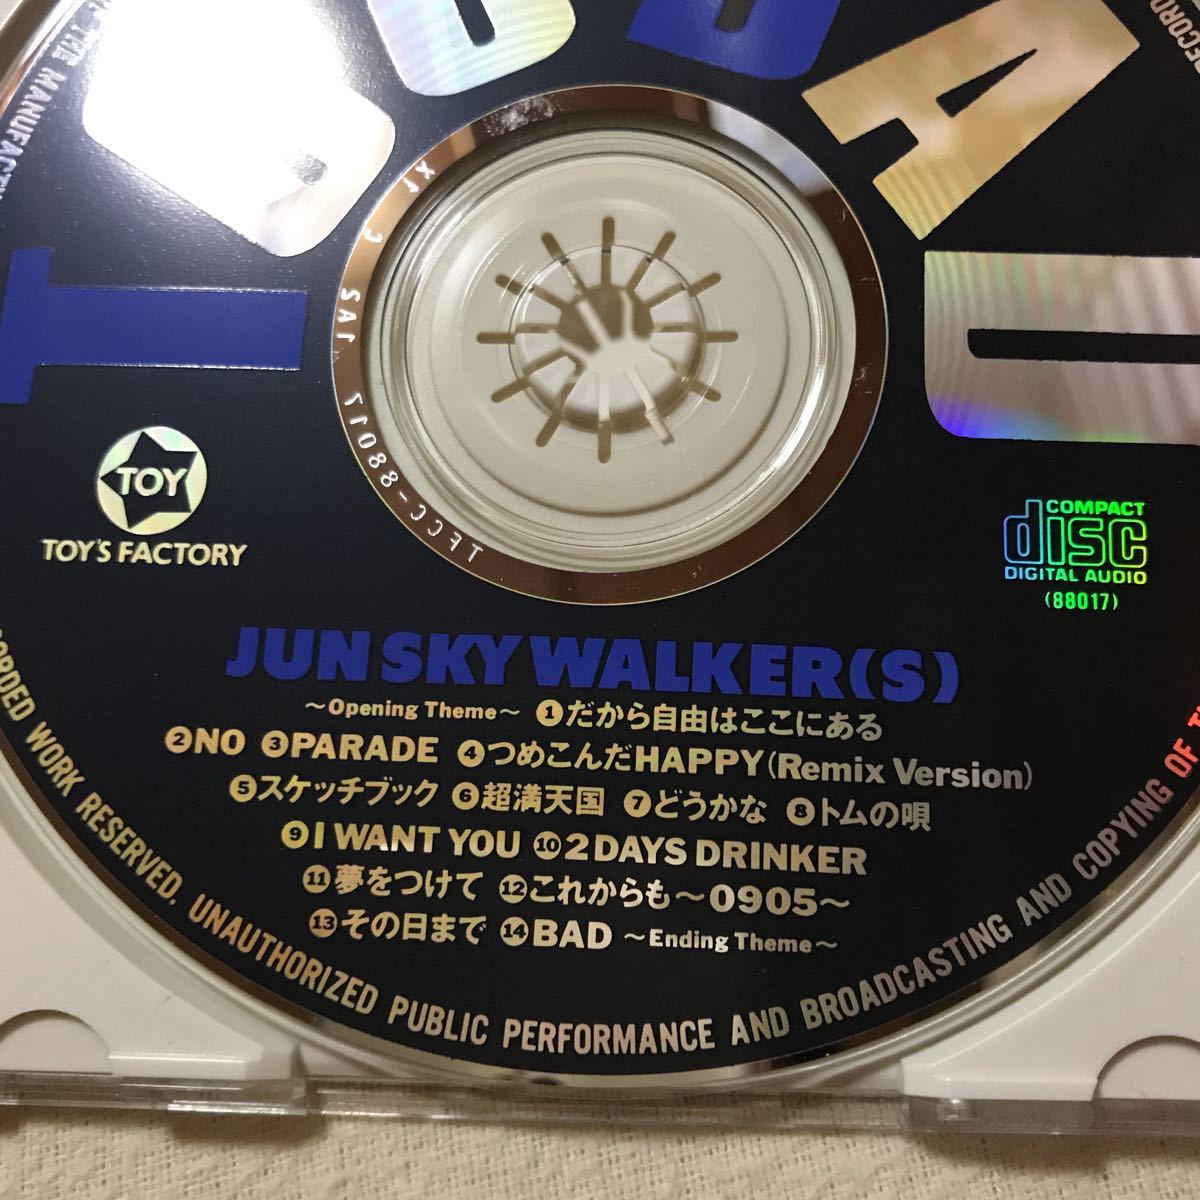 TOO BAD
TOY
TOY'S FACTORY
COMPACT
disc
DIGITAL AUDIO
(88017)
TFCC-88017
JUN SKY WALKER(S)
～Opening Theme～ ①だから自由はここにある
②NO ③PARADE ④つめこんだHAPPY(Remix Version)
⑤スケッチブック ⑥超満天国 ⑦どうかな ⑧トムの唄
⑨I WANT YOU ⑩2DAYS DRINKER
⑪夢をつけて ⑫これからも～0905～
⑬その日まで ⑭BAD ～Ending Theme～
THE
WORK RESERVED. UNAUTHORIZED PUBLIC PERFORMANCE AND BROADCASTING AND COPYING OF